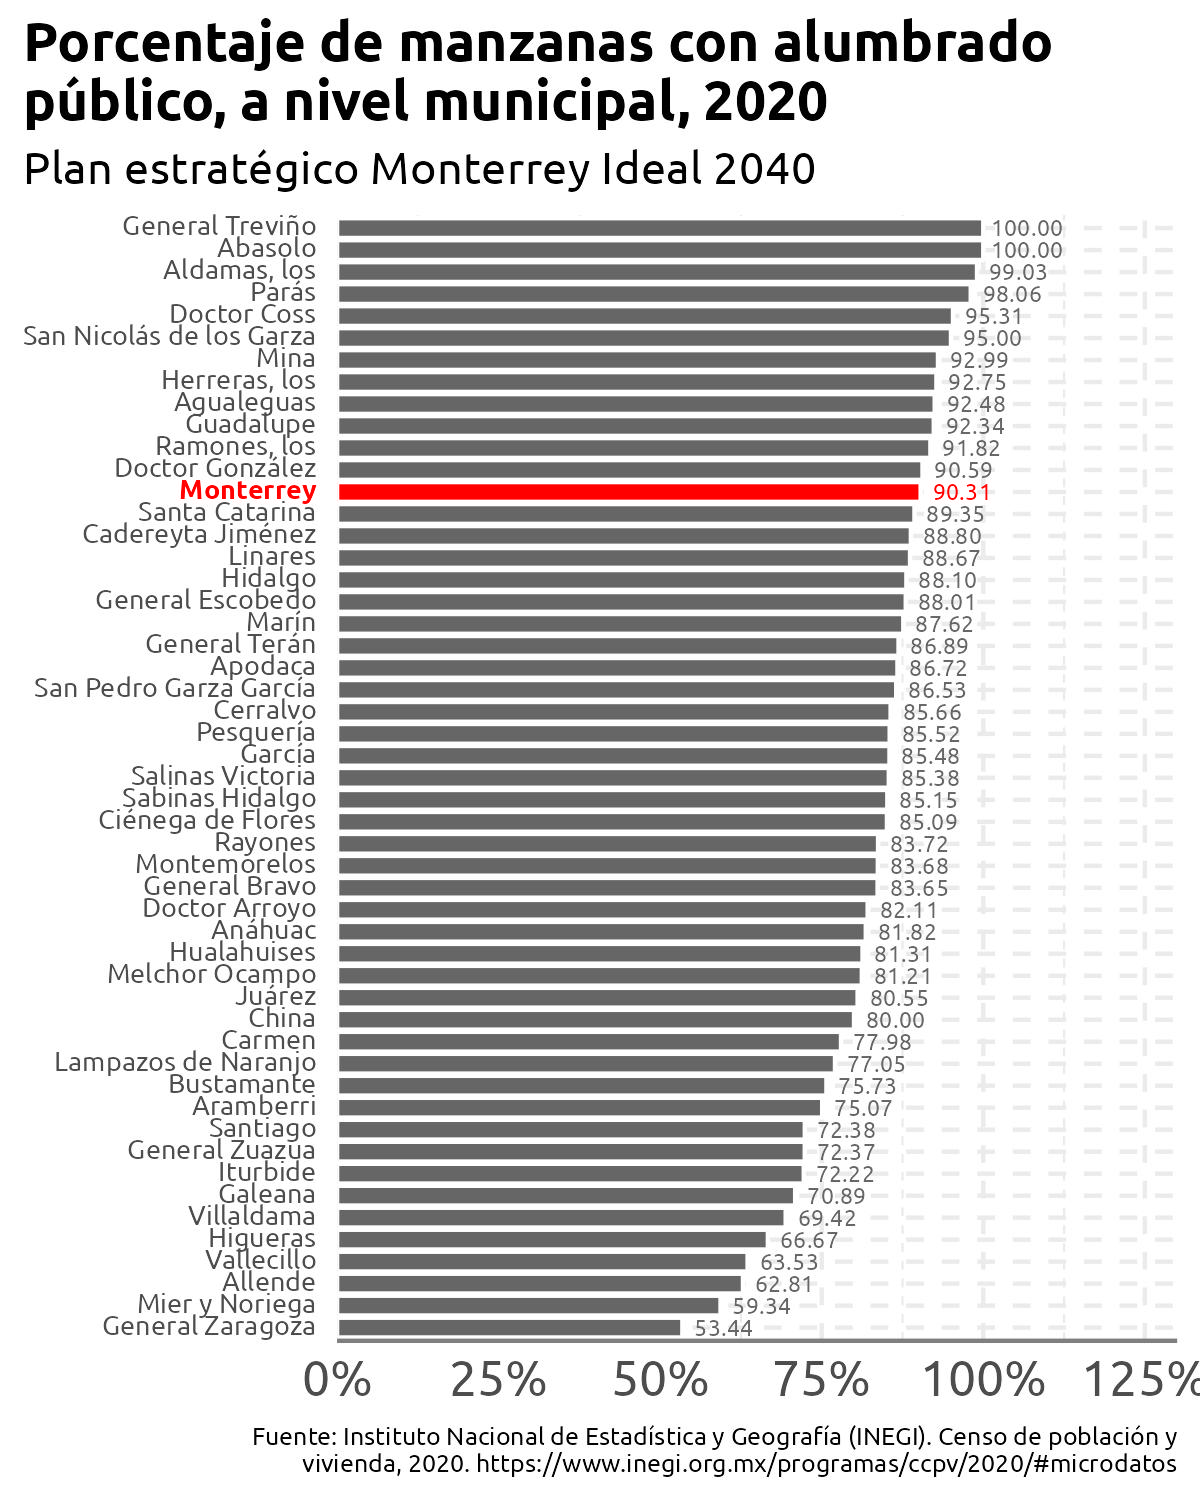 Porcentaje de manzanas con alumbrado
público, a nivel municipal, 2020
Plan estratégico Monterrey Ideal 2040
General Treviño 100.00
Abasolo 100.00
Aldamas, los 99.03
Parás 98.06
Doctor Coss 95.31
San Nicolás de los Garza 95.00
Mina 92.99
Herreras, los 92.75
Agualeguas 92.48
Guadalupe 92.34
Ramones, los 91.82
Doctor González 90.59
Monterrey 90.31
Santa Catarina 89.35
Cadereyta Jiménez 88.80
Linares 88.67
Hidalgo 88.10
General Escobedo 88.01
Marín 87.62
General Terán 86.89
Apodaca 86.72
San Pedro Garza García 86.53
Cerralvo 85.66
Pesquería 85.52
García 85.48
Salinas Victoria 85.38
Sabinas Hidalgo 85.15
Ciénega de Flores 85.09
Rayones 83.72
Montemorelos 83.68
General Bravo 83.65
Doctor Arroyo 82.11
Anáhuac 81.82
Hualahuises 81.31
Melchor Ocampo 81.21
Juárez 80.55
China 80.00
Carmen 77.98
Lampazos de Naranjo 77.05
Bustamante 75.73
Aramberri 75.07
Santiago 72.38
General Zuazua 72.37
Iturbide 72.22
Galeana 70.89
Villaldama 69.42
Higueras 66.67
Vallecillo 63.53
Allende 62.81
Mier y Noriega 59.34
General Zaragoza 53.44
0% 25% 50% 75% 100% 125%
Fuente: Instituto Nacional de Estadística y Geografía (INEGI). Censo de población y
vivienda, 2020. https://www.inegi.org.mx/programas/ccpv/2020/#microdatos